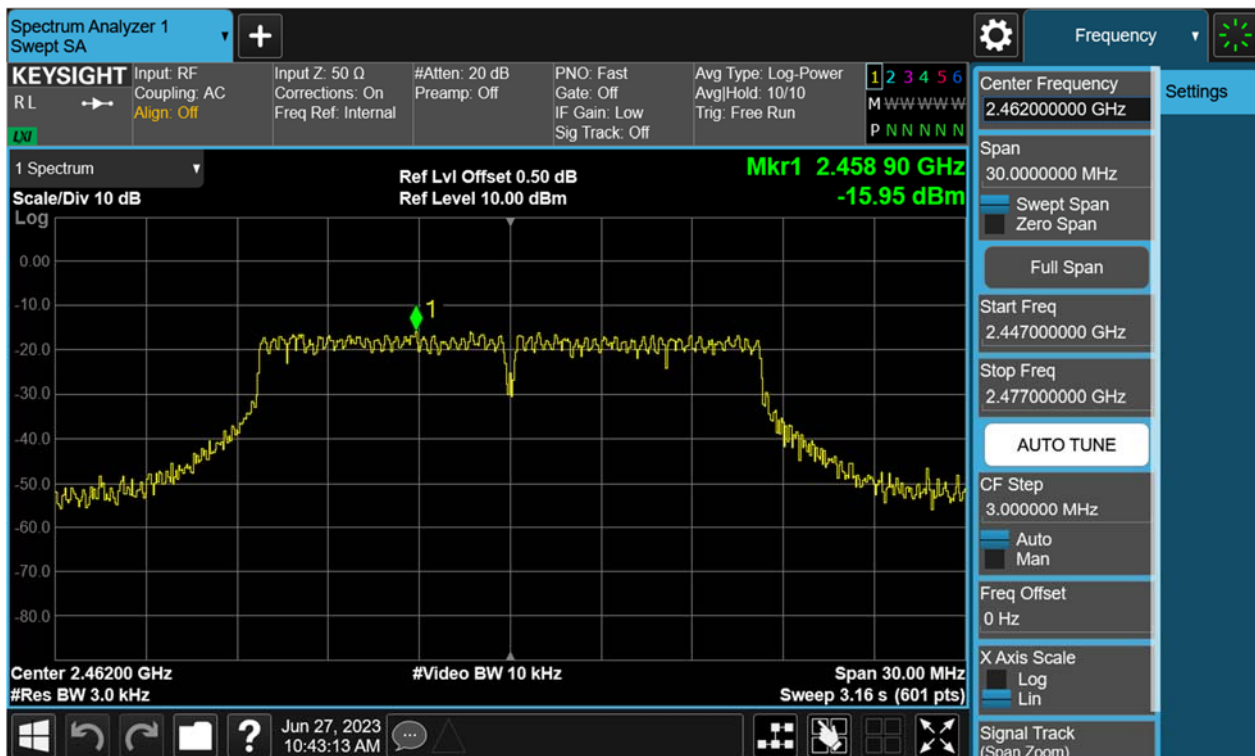 Spectrum Analyzer 1
Swept SA
+
Frequency
KEYSIGHT
R L
LXI
Input: RF
Coupling: AC
Align: Off
Input Z: 50 Ω
Corrections: On
Freq Ref: Internal
#Atten: 20 dB
Preamp: Off
PNO: Fast
Gate: Off
IF Gain: Low
Sig Track: Off
Avg Type: Log-Power
Avg|Hold: 10/10
Trig: Free Run
1 2 3 4 5 6
M W W W W W
P N N N N N
1 Spectrum
Scale/Div 10 dB
Log
Ref Lvl Offset 0.50 dB
Ref Level 10.00 dBm
Mkr1 2.458 90 GHz
-15.95 dBm
0.00
-10.0
-20.0
-30.0
-40.0
-50.0
-60.0
-70.0
-80.0
1
Center 2.46200 GHz
#Res BW 3.0 kHz
#Video BW 10 kHz
Span 30.00 MHz
Sweep 3.16 s (601 pts)
Center Frequency
2.462000000 GHz
Settings
Span
30.0000000 MHz
Swept Span
Zero Span
Full Span
Start Freq
2.447000000 GHz
Stop Freq
2.477000000 GHz
AUTO TUNE
CF Step
3.000000 MHz
Auto
Man
Freq Offset
0 Hz
X Axis Scale
Log
Lin
Signal Track
(Span Zoom)
?
Jun 27, 2023
10:43:13 AM